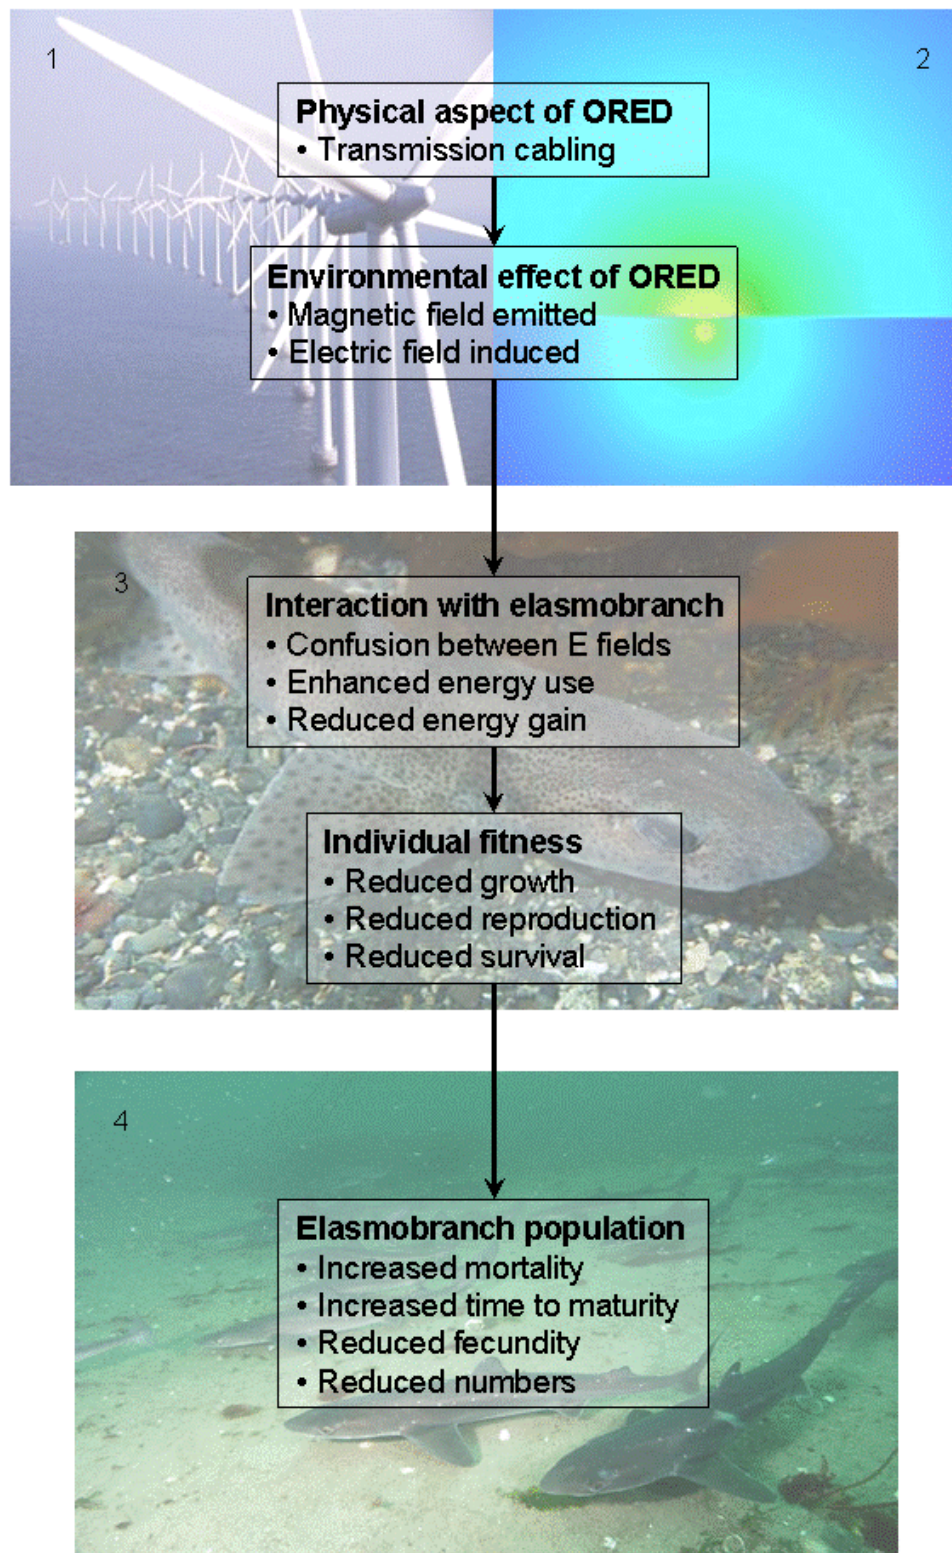 1
2
Physical aspect of ORED
• Transmission cabling
Environmental effect of ORED
• Magnetic field emitted
• Electric field induced
3
Interaction with elasmobranch
• Confusion between E fields
• Enhanced energy use
• Reduced energy gain
Individual fitness
• Reduced growth
• Reduced reproduction
• Reduced survival
4
Elasmobranch population
• Increased mortality
• Increased time to maturity
• Reduced fecundity
• Reduced numbers